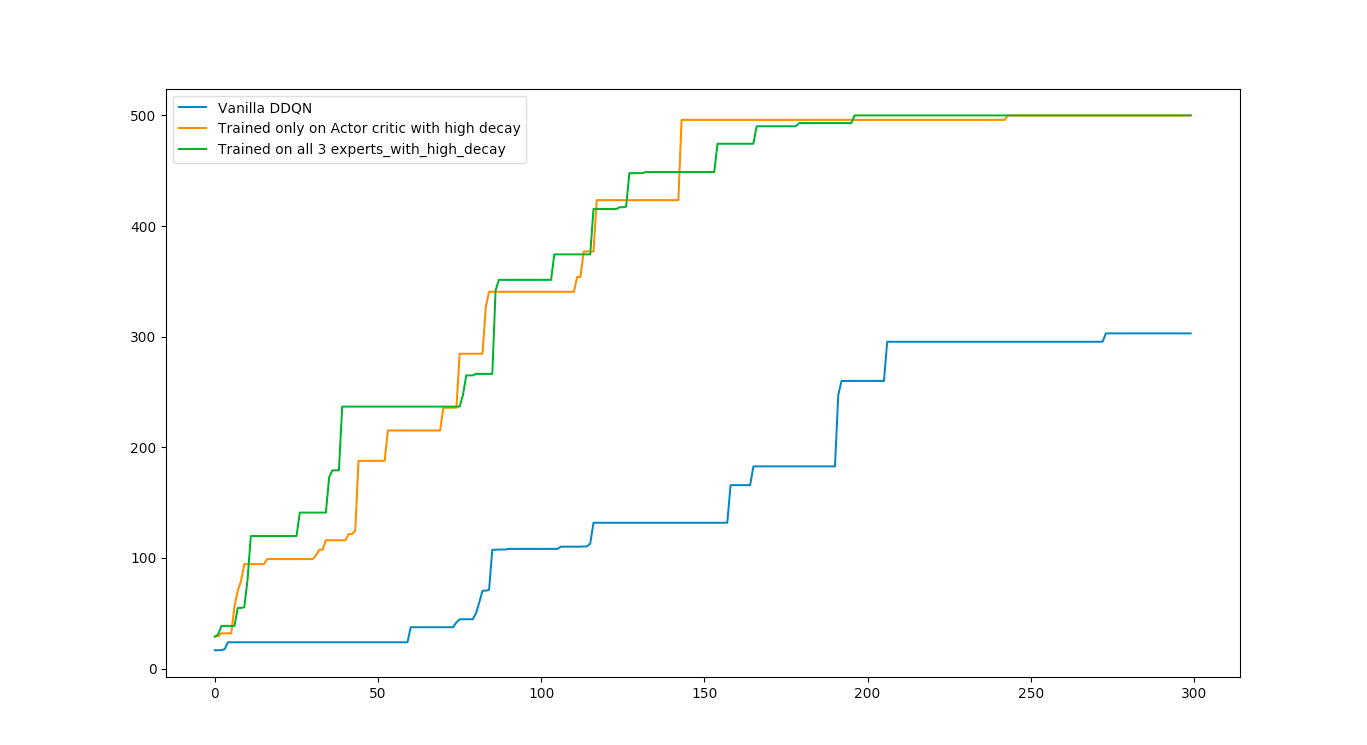 Vanilla DDQN
Trained only on Actor critic with high decay
Trained on all 3 experts_with_high_decay
500
400
300
200
100
0
0 50 100 150 200 250 300